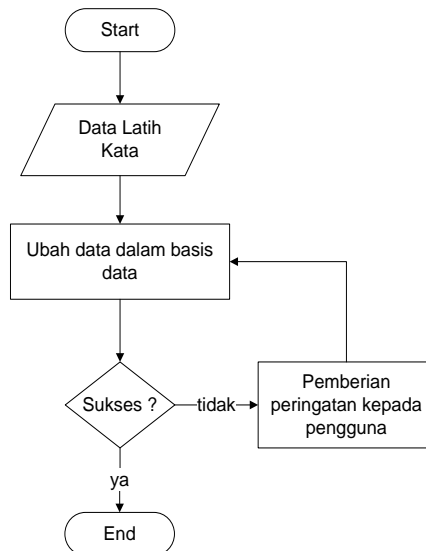 Start
Data Latih
Kata
Ubah data dalam basis
data
Sukses ?
tidak
Pemberian
peringatan kepada
pengguna
ya
End